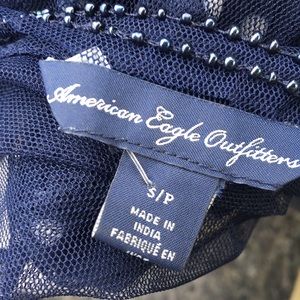 American Eagle Outfitters
S/P
MADE IN
INDIA
FABRIQUÉ EN